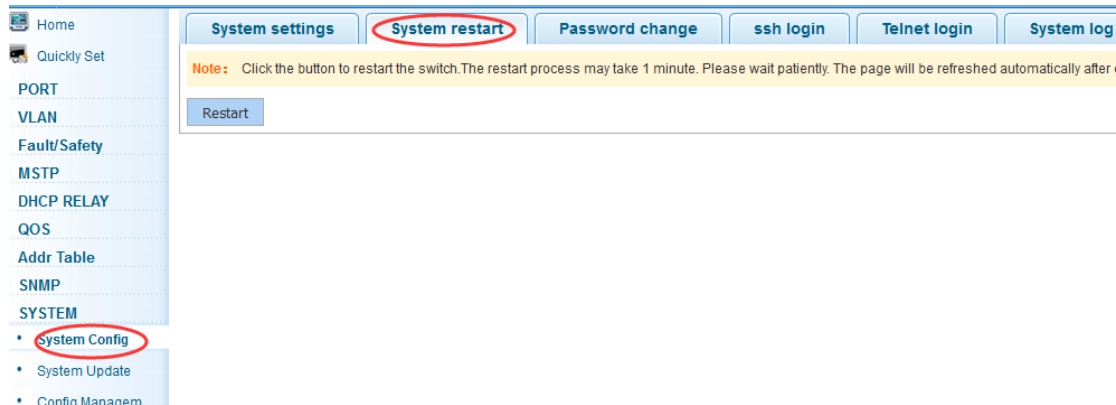 Home
Quickly Set
PORT
VLAN
Fault/Safety
MSTP
DHCP RELAY
QOS
Addr Table
SNMP
SYSTEM
• System Config
• System Update
• Config Managem
System settings System restart Password change ssh login Telnet login System log
Note: Click the button to restart the switch.The restart process may take 1 minute. Please wait patiently. The page will be refreshed automatically after
Restart